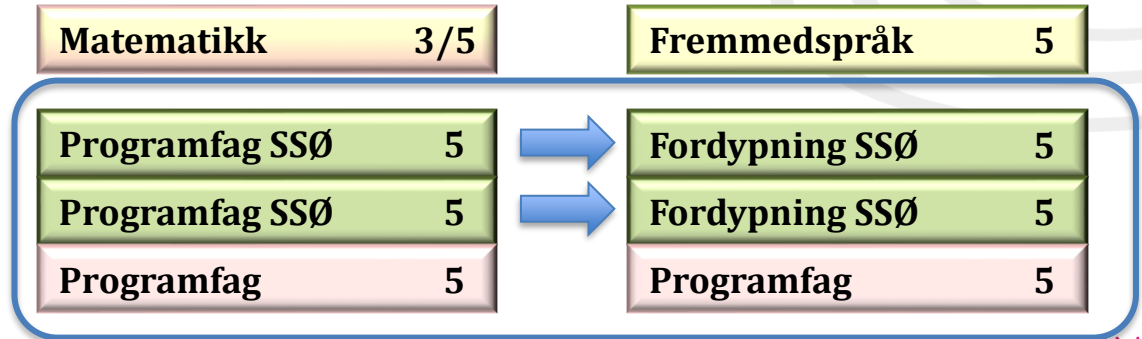 Matematikk 3/5
Fremmedspråk 5
Programfag SSØ 5
Fordypning SSØ 5
Programfag SSØ 5
Fordypning SSØ 5
Programfag 5
Programfag 5